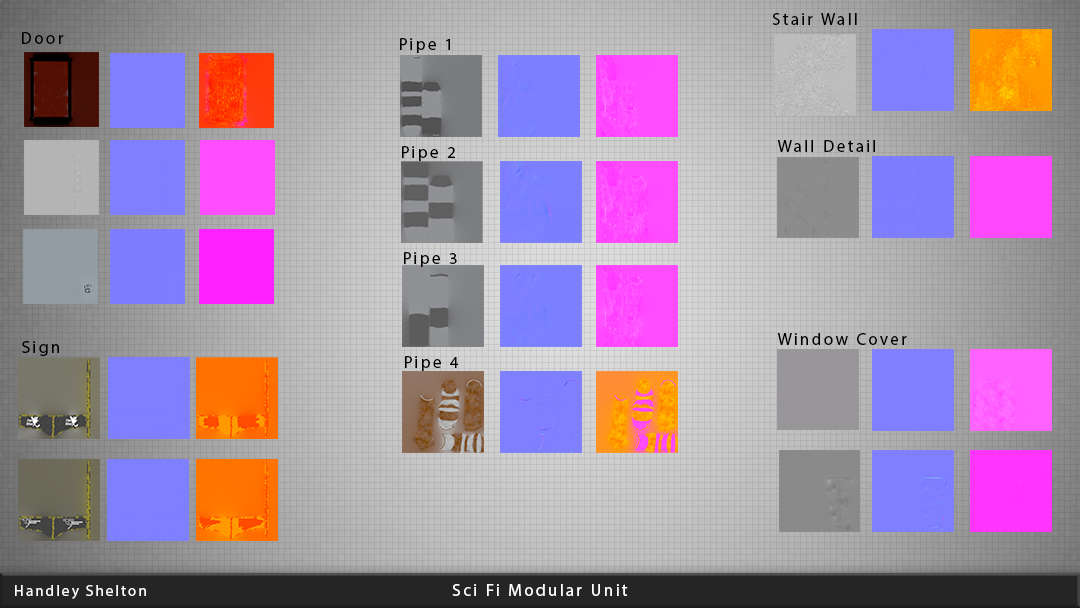 Door
Sign
Pipe 1
Pipe 2
Pipe 3
Pipe 4
Stair Wall
Wall Detail
Window Cover
Handley Shelton
Sci Fi Modular Unit